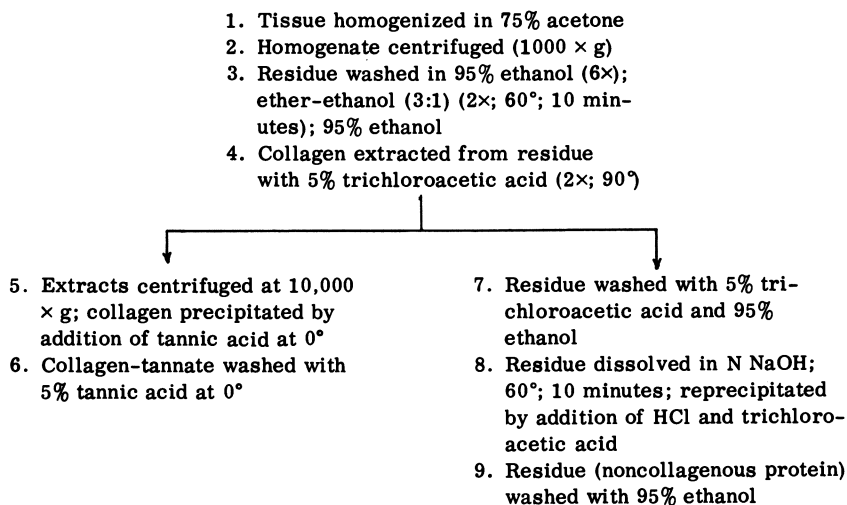 1. Tissue homogenized in 75% acetone
2. Homogenate centrifuged (1000 × g)
3. Residue washed in 95% ethanol (6×);
ether-ethanol (3:1) (2×; 60°; 10 min-
utes); 95% ethanol
4. Collagen extracted from residue
with 5% trichloroacetic acid (2×; 90°)
5. Extracts centrifuged at 10,000
× g; collagen precipitated by
addition of tannic acid at 0°
6. Collagen-tannate washed with
5% tannic acid at 0°
7. Residue washed with 5% tri-
chloroacetic acid and 95%
ethanol
8. Residue dissolved in N NaOH;
60°; 10 minutes; reprecipitated
by addition of HCl and trichloro-
acetic acid
9. Residue (noncollagenous protein)
washed with 95% ethanol